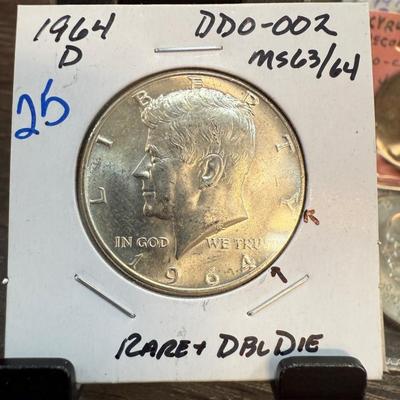 1964 DDO-002
D MS63/64
25
LIBERTY
IN GOD WE TRUST
1964
RARE+ DBL DIE